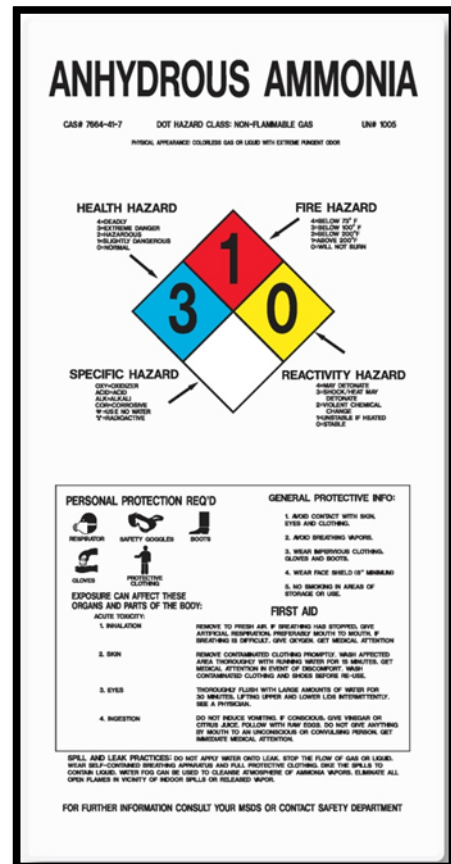 ANHYDROUS AMMONIA
CAS# 7664-41-7 DOT HAZARD CLASS: NON-FLAMMABLE GAS UN# 1005
PHYSICAL APPEARANCE: COLORLESS GAS OR LIQUID WITH EXTREME PUNGENT ODOR
HEALTH HAZARD
4=DEADLY
3=EXTREME DANGER
2=HAZARDOUS
1=SLIGHTLY DANGEROUS
0=NORMAL
FIRE HAZARD
4=BELOW 73° F
3=BELOW 100° F
2=BELOW 200°F
1=ABOVE 200°F
0=WILL NOT BURN
1
3 0
SPECIFIC HAZARD
OXY=OXIDIZER
ACID=ACID
ALK=ALKALI
COR=CORROSIVE
W=USE NO WATER
=RADIOACTIVE
REACTIVITY HAZARD
4=MAY DETONATE
3=SHOCK/HEAT MAY
DETONATE
2=VIOLENT CHEMICAL
CHANGE
1=UNSTABLE IF HEATED
0=STABLE
PERSONAL PROTECTION REQ'D
RESPIRATOR SAFETY GOGGLES BOOTS
GLOVES PROTECTIVE
CLOTHING
GENERAL PROTECTIVE INFO:
1. AVOID CONTACT WITH SKIN,
EYES AND CLOTHING.
2. AVOID BREATHING VAPORS.
3. WEAR IMPERVIOUS CLOTHING,
GLOVES AND BOOTS.
4. WEAR FACE SHIELD (8" MINIMUM)
5. NO SMOKING IN AREAS OF
STORAGE OR USE.
EXPOSURE CAN AFFECT THESE
ORGANS AND PARTS OF THE BODY:
FIRST AID
ACUTE TOXICITY:
1. INHALATION REMOVE TO FRESH AIR. IF BREATHING HAS STOPPED, GIVE
ARTIFICIAL RESPIRATION, PREFERABLY MOUTH TO MOUTH. IF
BREATHING IS DIFFICULT, GIVE OXYGEN. GET MEDICAL ATTENTION
2. SKIN REMOVE CONTAMINATED CLOTHING PROMPTLY. WASH AFFECTED
AREA THOROUGHLY WITH RUNNING WATER FOR 15 MINUTES. GET
MEDICAL ATTENTION IN EVENT OF DISCOMFORT. WASH
CONTAMINATED CLOTHING AND SHOES BEFORE RE-USE.
3. EYES THOROUGHLY FLUSH WITH LARGE AMOUNTS OF WATER FOR
30 MINUTES, LIFTING UPPER AND LOWER LIDS INTERMITTENTLY.
SEE A PHYSICIAN.
4. INGESTION DO NOT INDUCE VOMITING. IF CONSCIOUS, GIVE VINEGAR OR
CITRUS JUICE, FOLLOW WITH RAW EGGS. DO NOT GIVE ANYTHING
BY MOUTH TO AN UNCONSCIOUS OR CONVULSING PERSON. GET
IMMEDIATE MEDICAL ATTENTION.
SPILL AND LEAK PRACTICES: DO NOT APPLY WATER ONTO LEAK. STOP THE FLOW OF GAS OR LIQUID.
WEAR SELF-CONTAINED BREATHING APPARATUS AND FULL PROTECTIVE CLOTHING. DIKE THE SPILLS TO
CONTAIN LIQUID. WATER FOG CAN BE USED TO CLEANSE ATMOSPHERE OF AMMONIA VAPORS. ELIMINATE ALL
OPEN FLAMES IN VICINITY OF INDOOR SPILLS OR RELEASED VAPOR.
FOR FURTHER INFORMATION CONSULT YOUR MSDS OR CONTACT SAFETY DEPARTMENT